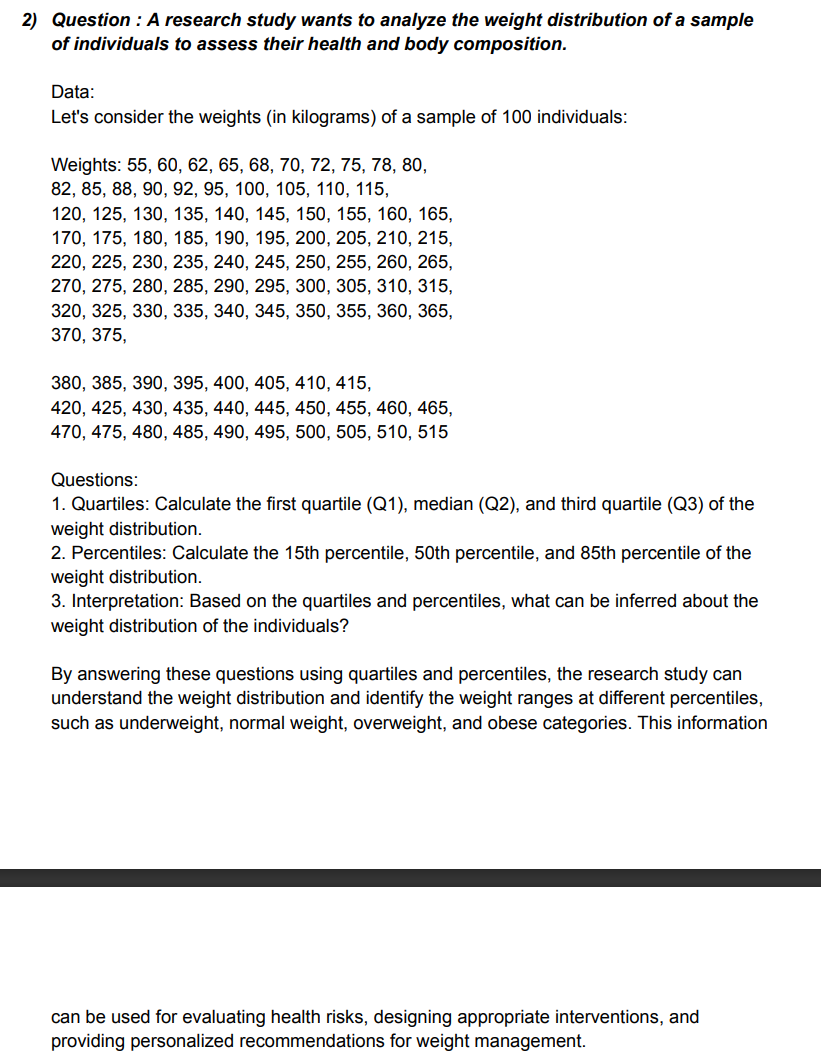 2) Question : A research study wants to analyze the weight distribution of a sample
of individuals to assess their health and body composition.
Data:
Let's consider the weights (in kilograms) of a sample of 100 individuals:
Weights: 55, 60, 62, 65, 68, 70, 72, 75, 78, 80,
82, 85, 88, 90, 92, 95, 100, 105, 110, 115,
120, 125, 130, 135, 140, 145, 150, 155, 160, 165,
170, 175, 180, 185, 190, 195, 200, 205, 210, 215,
220, 225, 230, 235, 240, 245, 250, 255, 260, 265,
270, 275, 280, 285, 290, 295, 300, 305, 310, 315,
320, 325, 330, 335, 340, 345, 350, 355, 360, 365,
370, 375,
380, 385, 390, 395, 400, 405, 410, 415,
420, 425, 430, 435, 440, 445, 450, 455, 460, 465,
470, 475, 480, 485, 490, 495, 500, 505, 510, 515
Questions:
1. Quartiles: Calculate the first quartile (Q1), median (Q2), and third quartile (Q3) of the
weight distribution.
2. Percentiles: Calculate the 15th percentile, 50th percentile, and 85th percentile of the
weight distribution.
3. Interpretation: Based on the quartiles and percentiles, what can be inferred about the
weight distribution of the individuals?
By answering these questions using quartiles and percentiles, the research study can
understand the weight distribution and identify the weight ranges at different percentiles,
such as underweight, normal weight, overweight, and obese categories. This information
can be used for evaluating health risks, designing appropriate interventions, and
providing personalized recommendations for weight management.